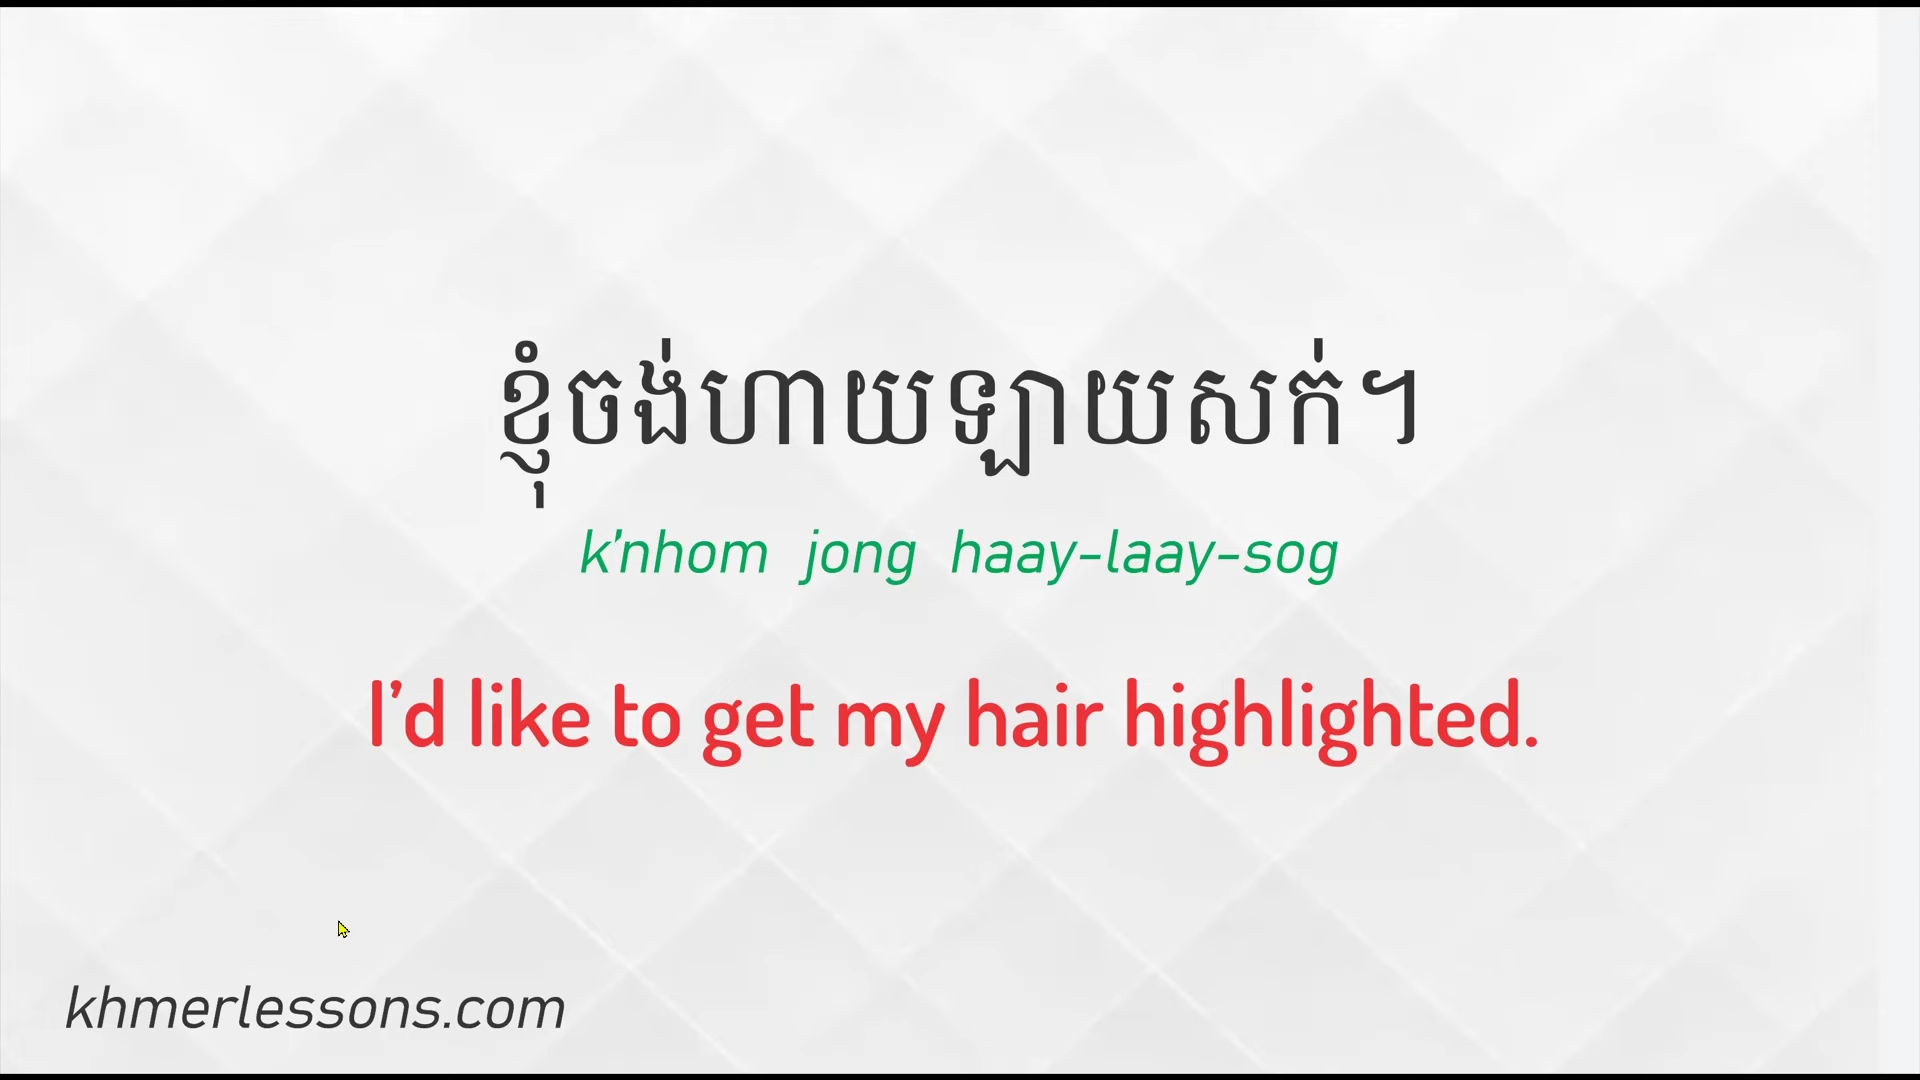 ខ្ញុំចង់ហាយឡាយសក់។
k'nhom jong haay-laay-sog
I'd like to get my hair highlighted.
khmerlessons.com